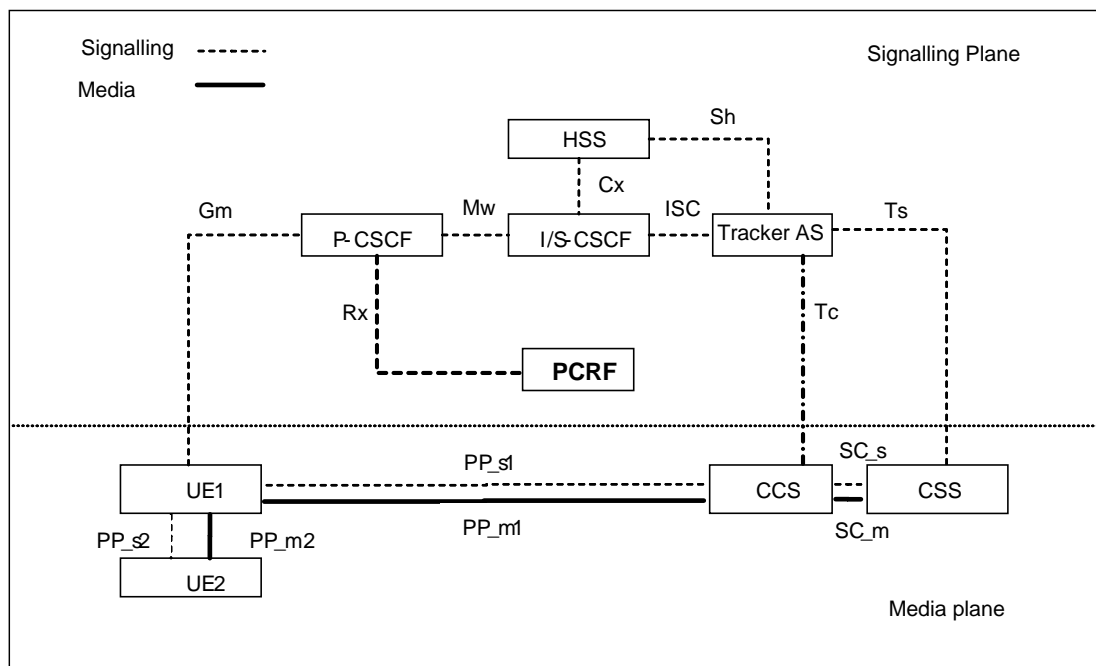 Signalling
Signalling Plane
Media
Sh
HSS
Cx
Gm
Mw
ISC
Ts
P-CSCF
I/S-CSCF
Tracker AS
Rx
Tc
PCRF
PP_s1
SC_s
UE1
CCS
CSS
PP_m1
SC_m
PP_s2
PP_m2
UE2
Media plane